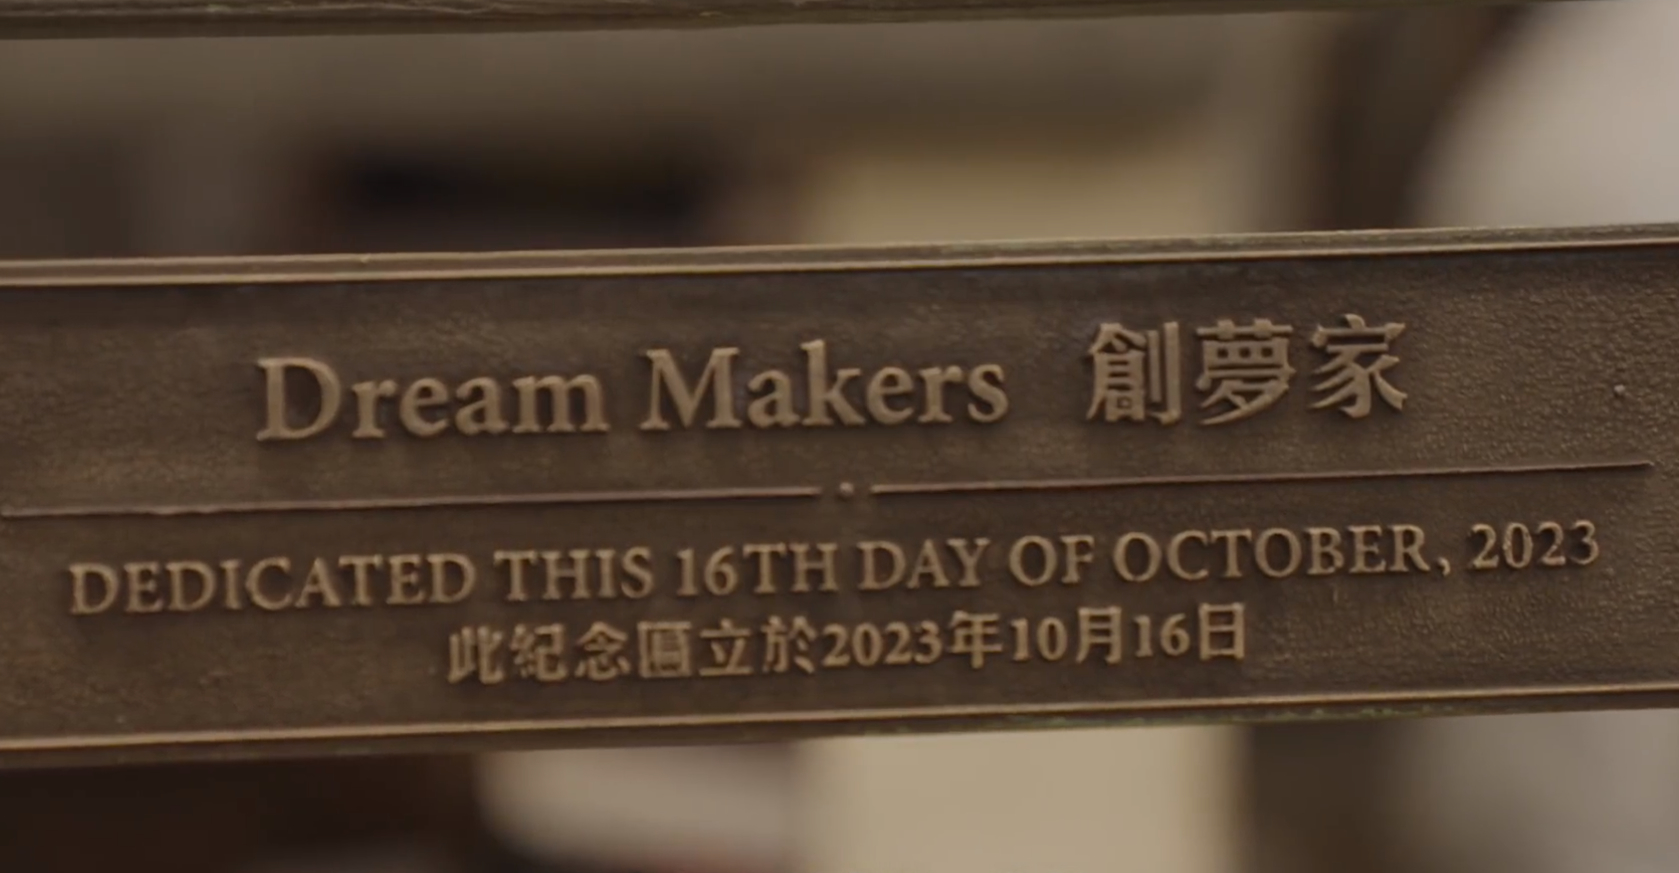 Dream Makers 創夢家
DEDICATED THIS 16TH DAY OF OCTOBER, 2023
此紀念匾立於2023年10月16日